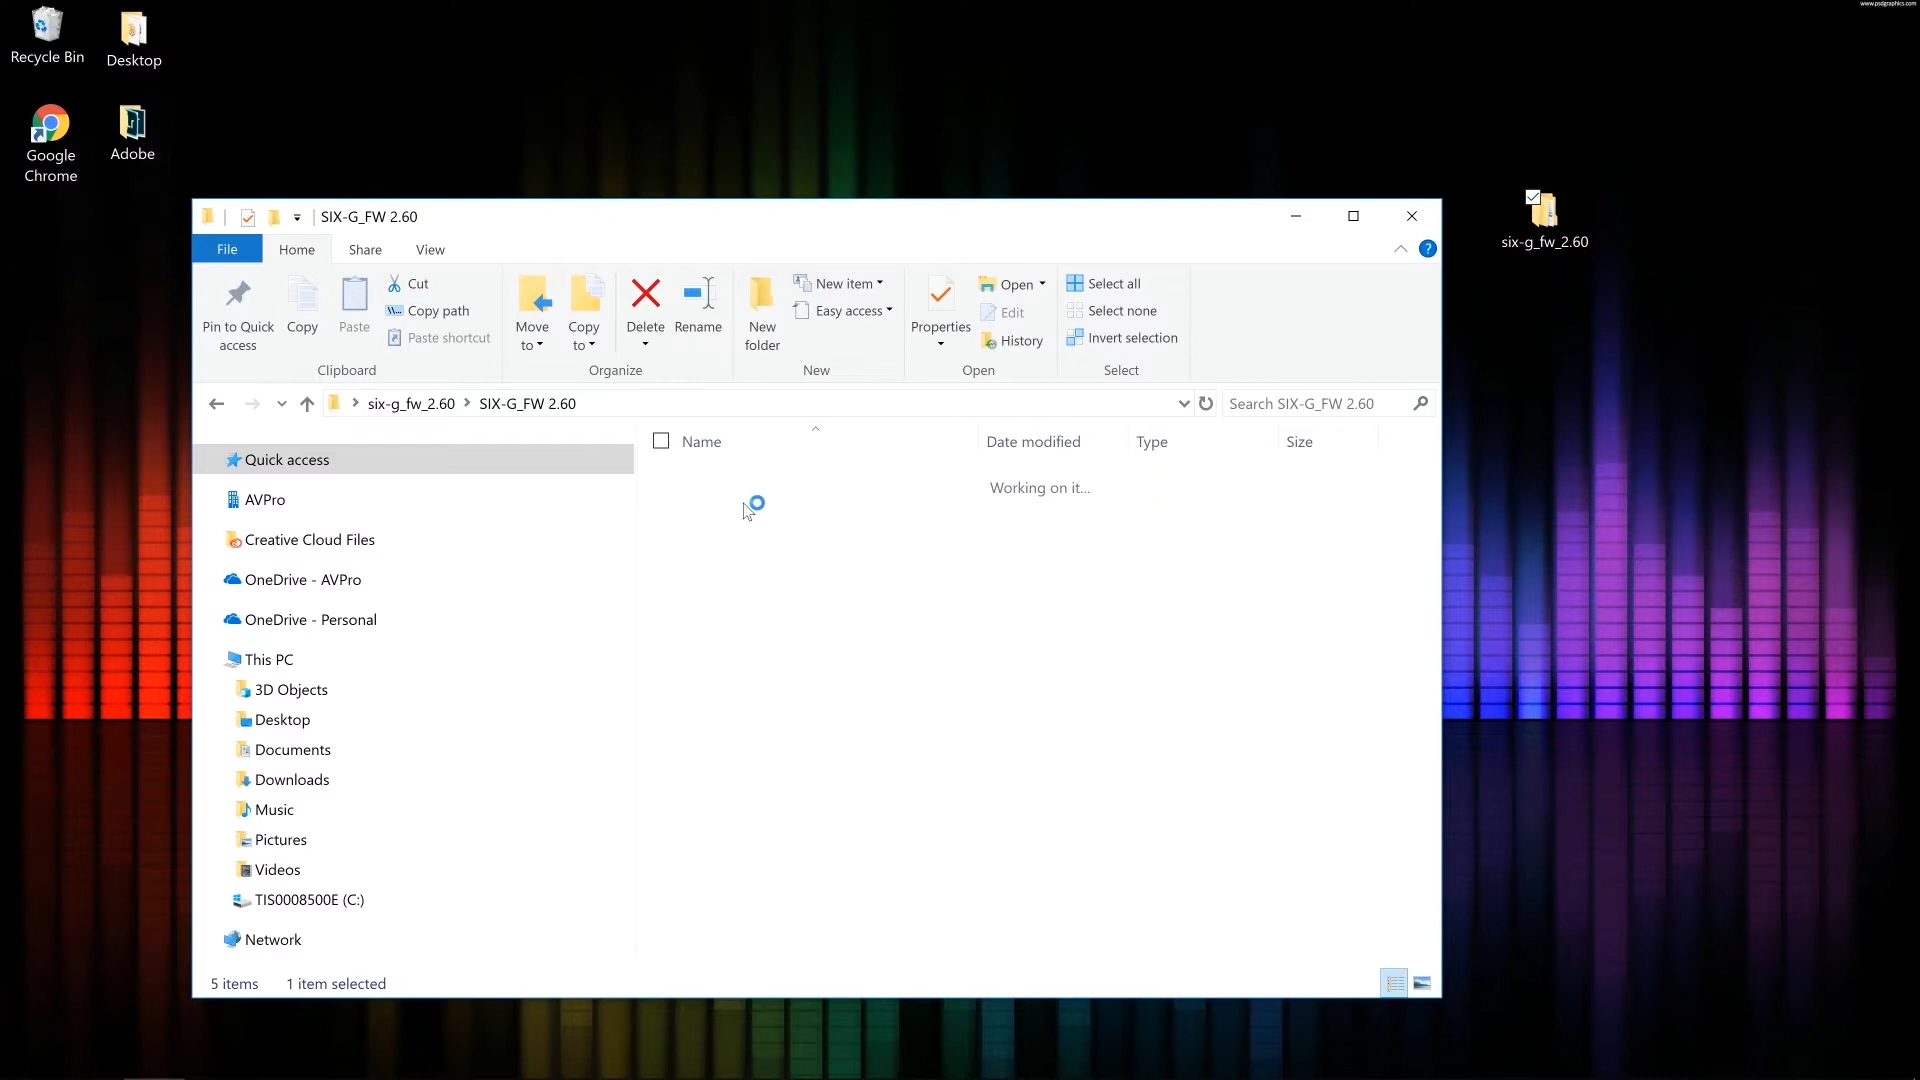 www.psdgraphics.com
Recycle Bin
Desktop
Google
Chrome
Adobe
six-g_fw_2.60
SIX-G_FW 2.60
File
Home
Share
View
?
Pin to Quick
access
Copy
Paste
Cut
Copy path
Paste shortcut
Clipboard
Move
to
Copy
to
Delete
Rename
Organize
New
folder
New item
Easy access
New
Properties
Open
Edit
History
Open
Select all
Select none
Invert selection
Select
six-g_fw_2.60
SIX-G_FW 2.60
Search SIX-G_FW 2.60
Name
Date modified
Type
Size
Working on it...
Quick access
AVPro
Creative Cloud Files
OneDrive - AVPro
OneDrive - Personal
This PC
3D Objects
Desktop
Documents
Downloads
Music
Pictures
Videos
TIS0008500E (C:)
Network
5 items
1 item selected